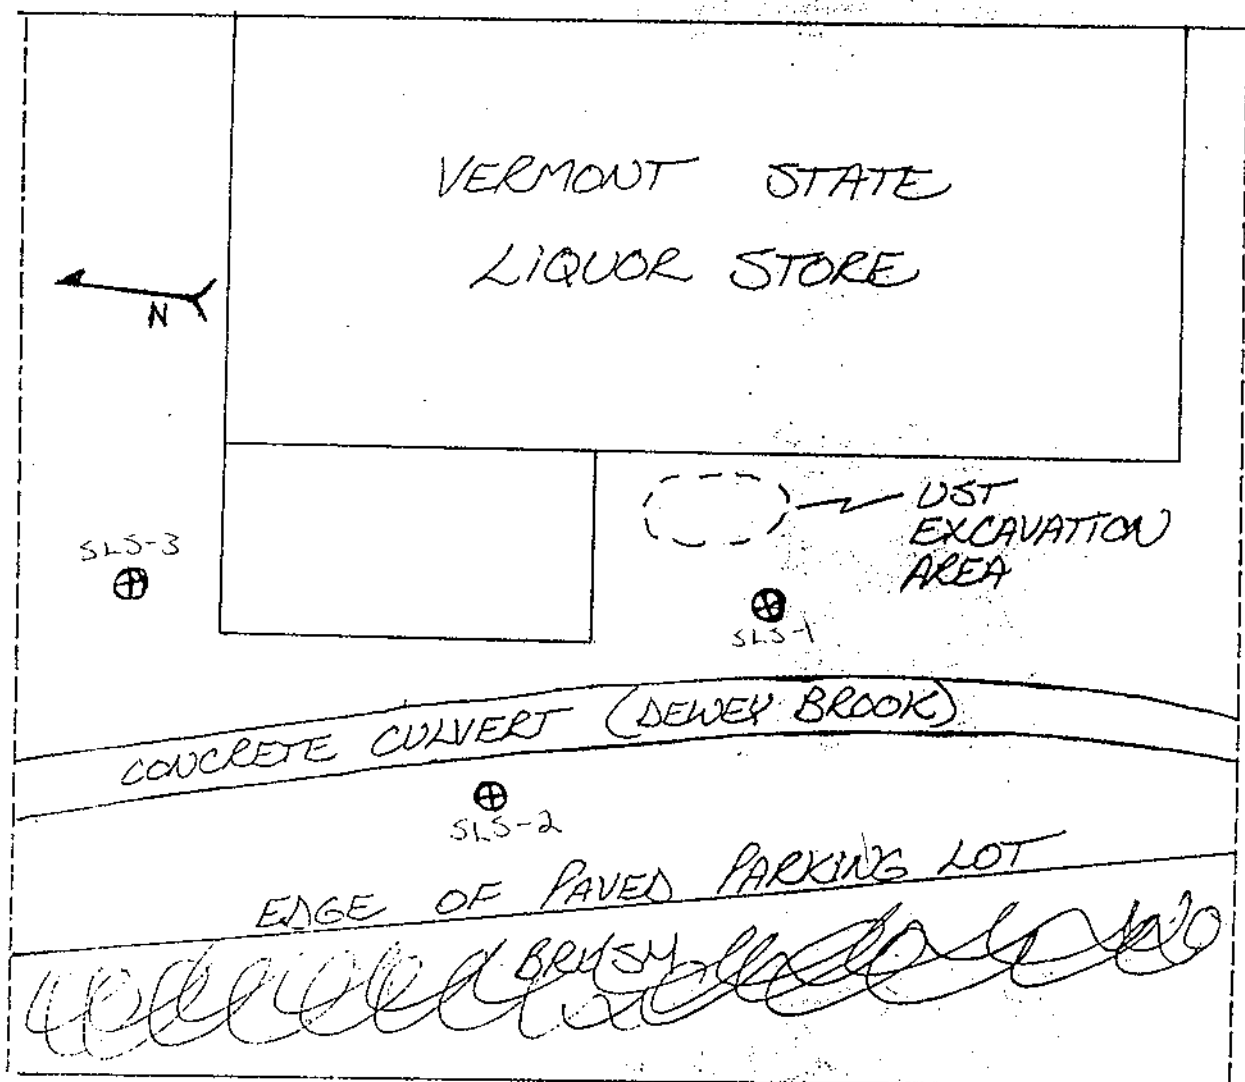 VERMONT STATE
LIQUOR STORE
N
UST
EXCAVATION
AREA
SLS-3
SLS-1
CONCRETE CULVERT (DEWEY BROOK)
SLS-2
EDGE OF PAVED PARKING LOT
BRUSH